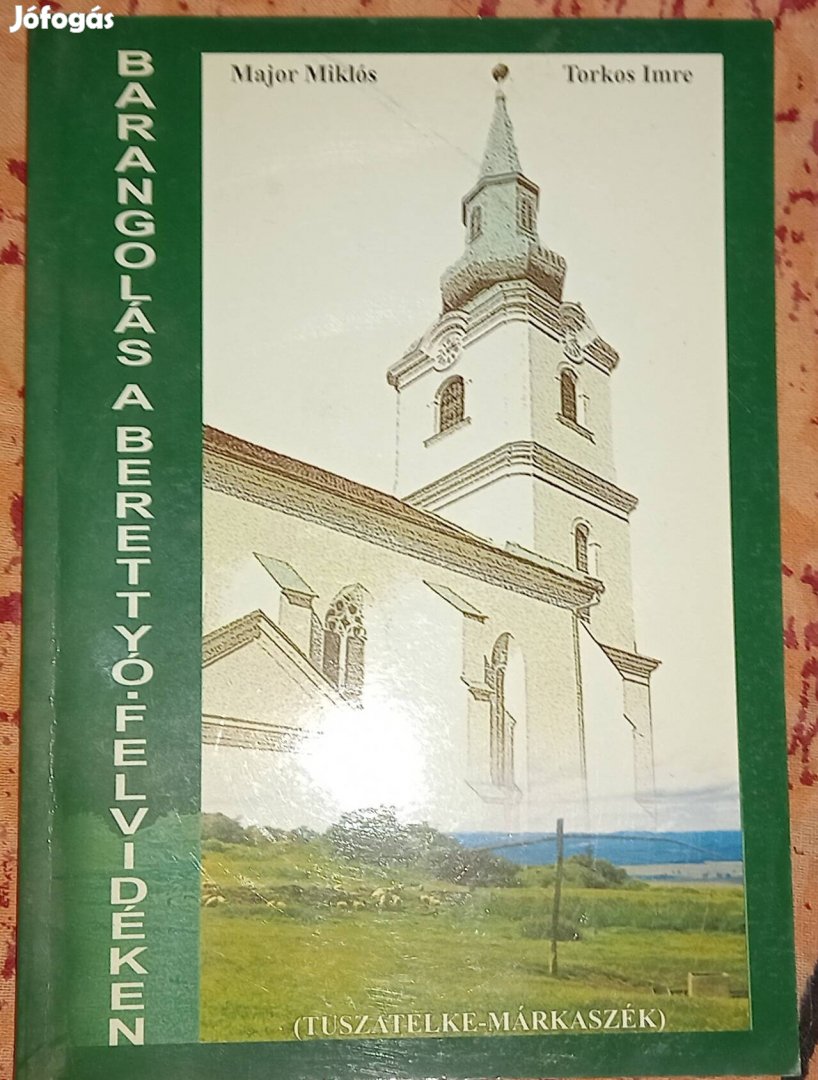 Jófogás
Major Miklós
Torkos Imre
BARANGOLÁS A BERETTYÓ-FELVIDÉKEN
(TUSZATELKE-MÁRKASZÉK)